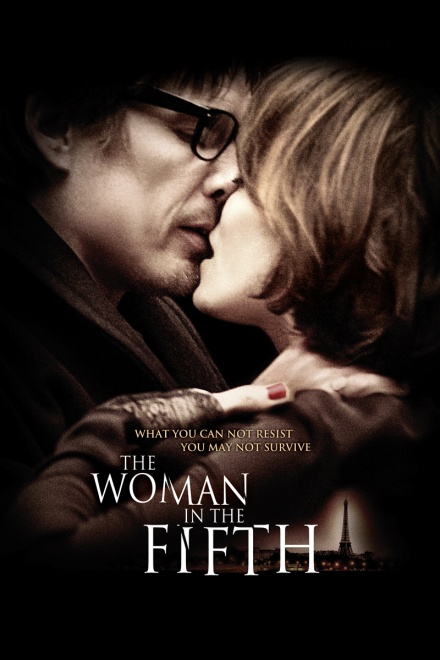 WHAT YOU CAN NOT RESIST
YOU MAY NOT SURVIVE
THE
WOMAN
IN THE
FIFTH